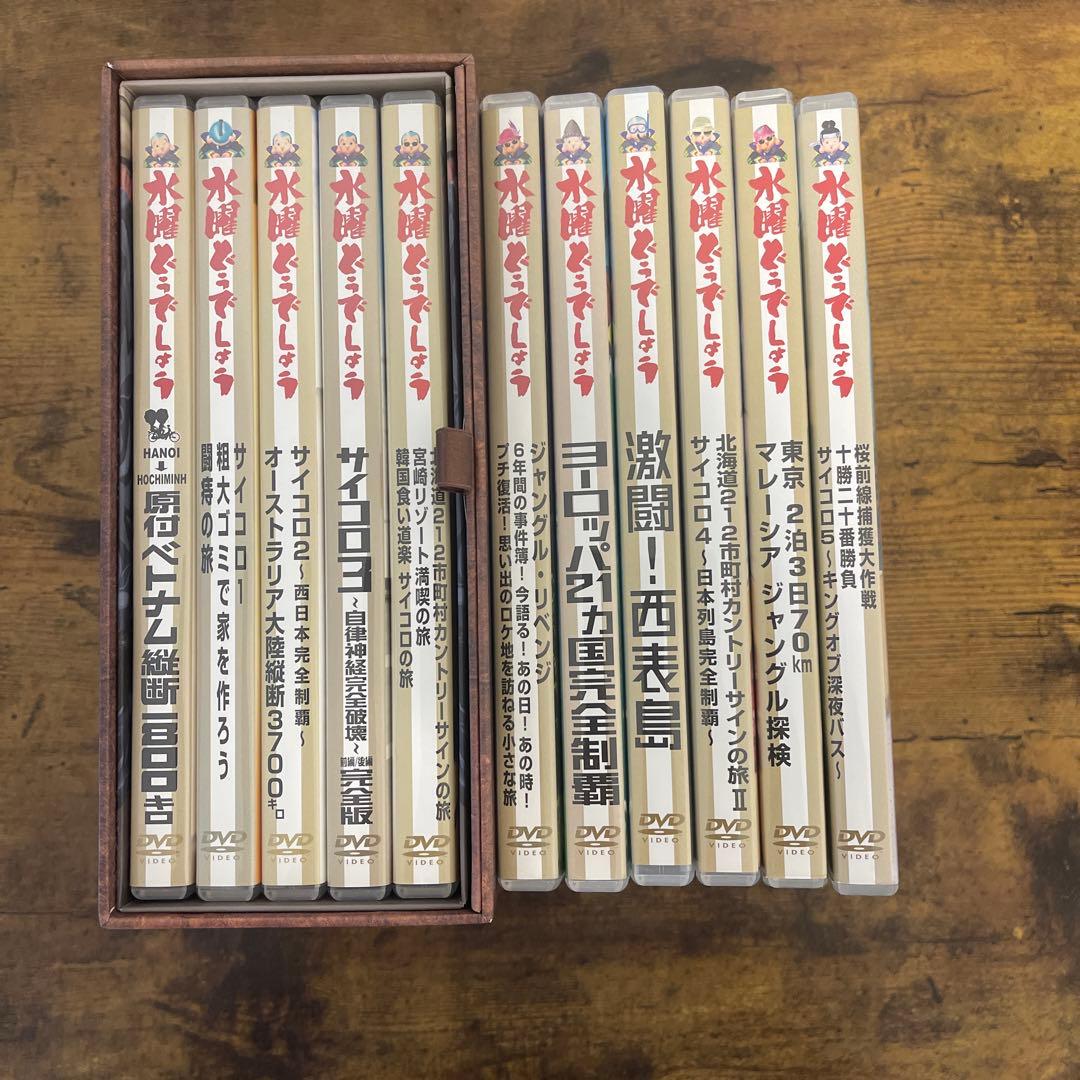 水曜どうでしょう
HANOI
HOCHIMINH
原付ベトナム縦断一八〇〇キロ
DVD
VIDEO
水曜どうでしょう
サイコロ1
粗大ゴミで家を作ろう
闘痔の旅
DVD
VIDEO
水曜どうでしょう
サイコロ2〜西日本完全制覇〜
オーストラリア大陸縦断3700キロ
DVD
VIDEO
水曜どうでしょう
サイコロ3
〜自律神経完全破壊〜
前編/後編
完全版
DVD
VIDEO
水曜どうでしょう
北海道212市町村カントリーサインの旅
宮崎リゾート満喫の旅
韓国食い道楽 サイコロの旅
DVD
VIDEO
水曜どうでしょう
ジャングル・リベンジ
6年間の事件簿!今語る!あの日!あの時!
プチ復活!思い出のロケ地を訪ねる小さな旅
DVD
VIDEO
水曜どうでしょう
ヨーロッパ21ヵ国完全制覇
DVD
VIDEO
水曜どうでしょう
激闘!西表島
DVD
VIDEO
水曜どうでしょう
北海道212市町村カントリーサインの旅Ⅱ
サイコロ4〜日本列島完全制覇〜
DVD
VIDEO
水曜どうでしょう
東京 2泊3日70km
マレーシア ジャングル探検
DVD
VIDEO
水曜どうでしょう
桜前線捕獲大作戦
十勝二十番勝負
サイコロ5〜キングオブ深夜バス〜
DVD
VIDEO